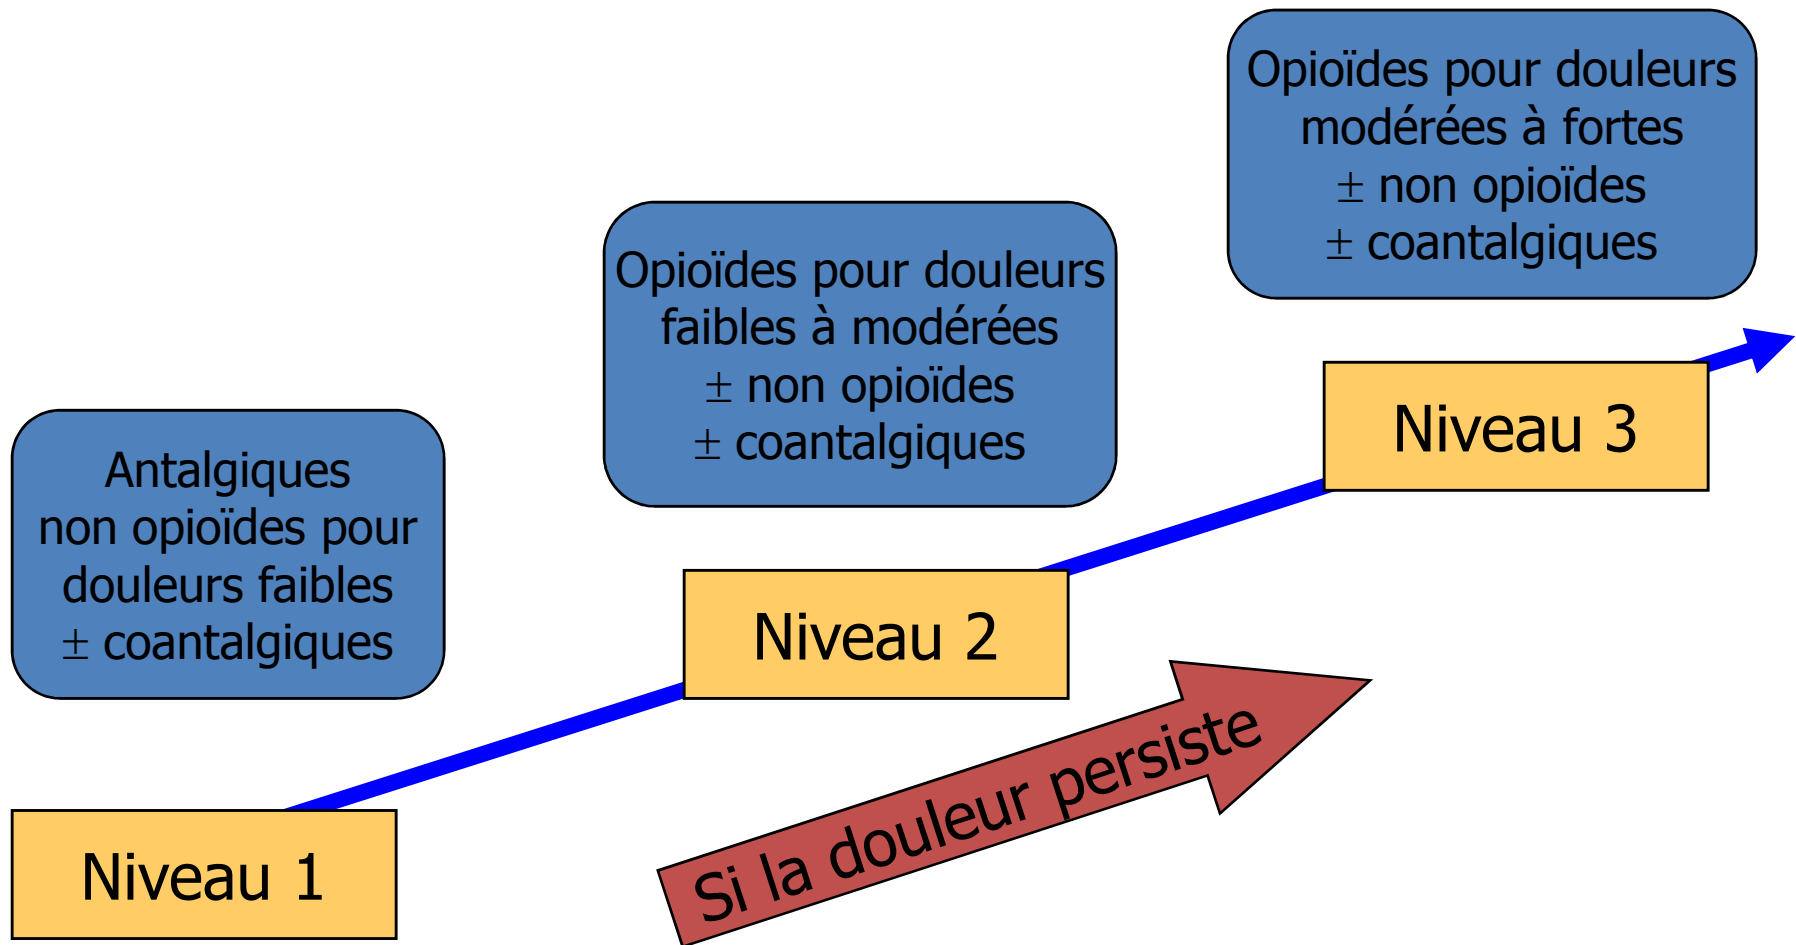 Opioïdes pour douleurs
modérées à fortes
± non opioïdes
± coantalgiques
Opioïdes pour douleurs
faibles à modérées
± non opioïdes
± coantalgiques
Antalgiques
non opioïdes pour
douleurs faibles
± coantalgiques
Niveau 3
Niveau 2
Niveau 1
Si la douleur persiste